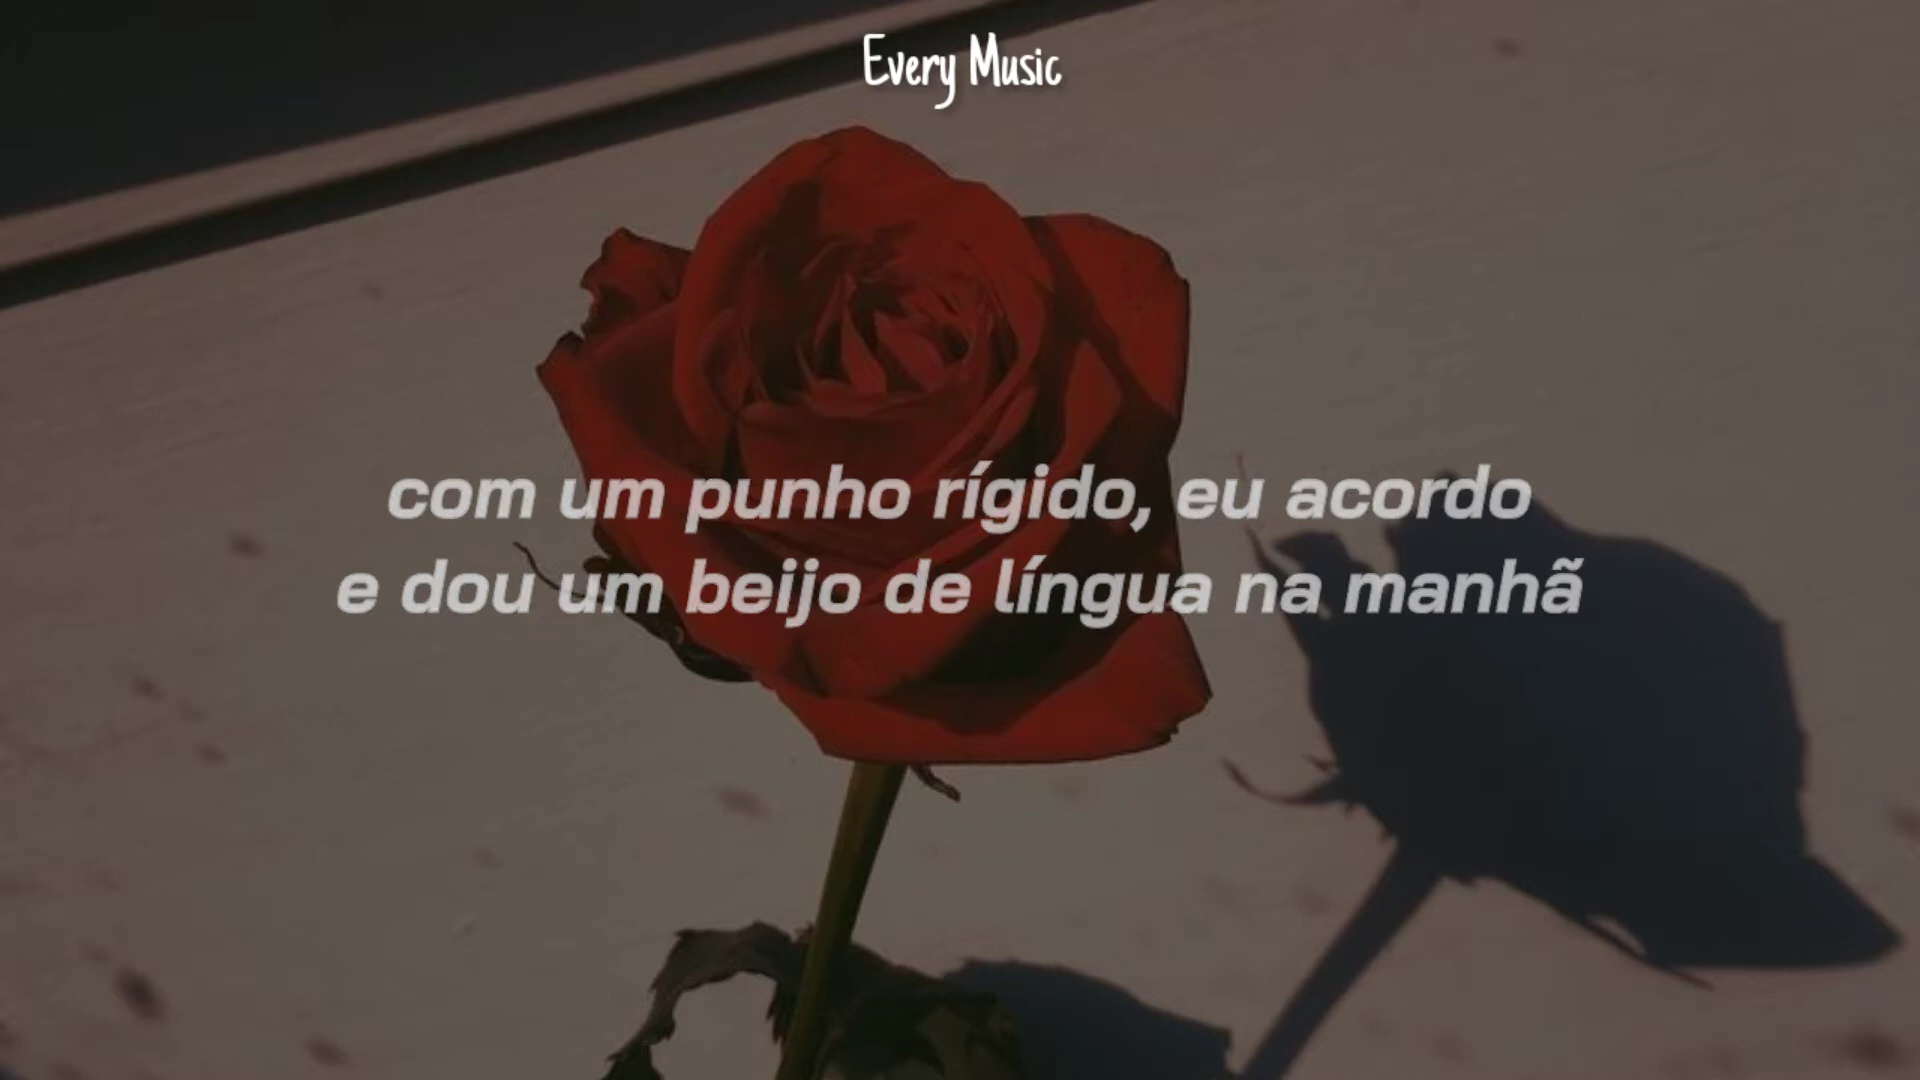 Every Music
com um punho rígido, eu acordo
e dou um beijo de língua na manhã